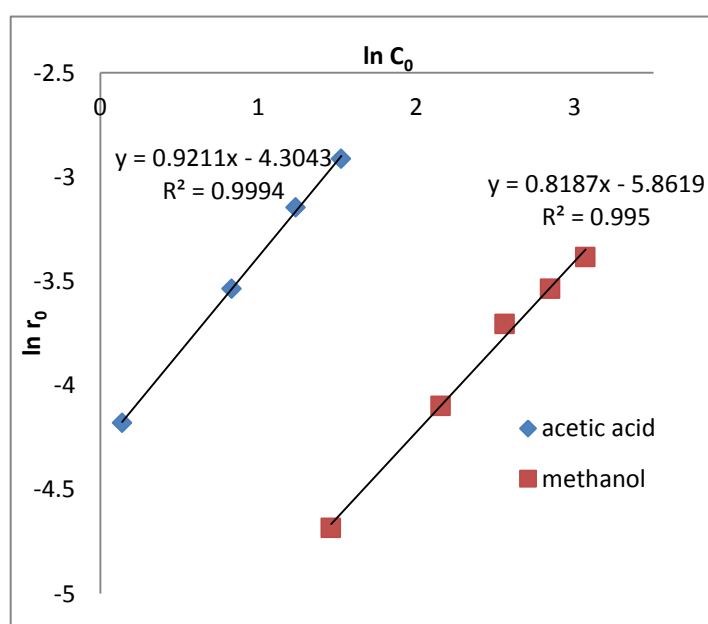 ln C₀
-2.5
0
1
2
3
y = 0.9211x - 4.3043
R² = 0.9994
-3
y = 0.8187x - 5.8619
R² = 0.995
-3.5
ln r₀
-4
acetic acid
-4.5
methanol
-5